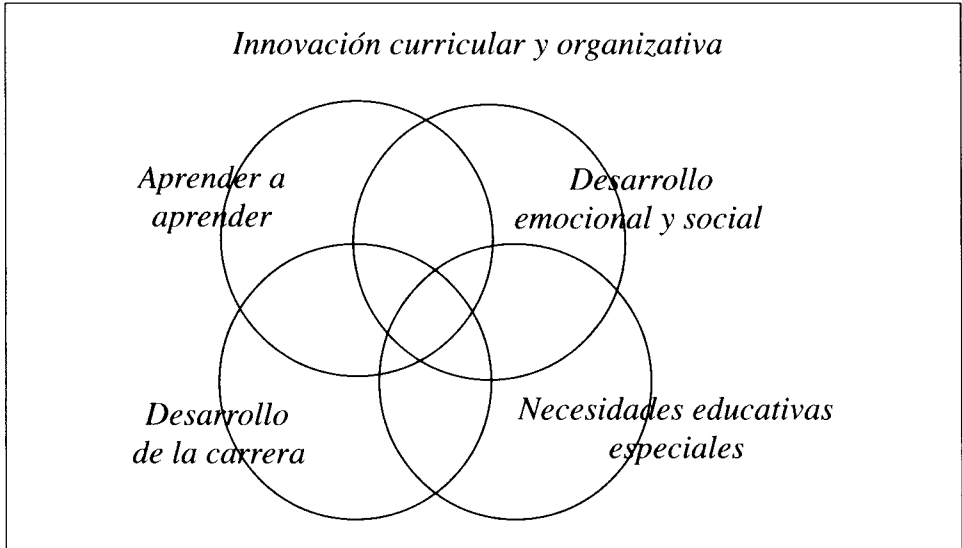 Innovación curricular y organizativa
Aprender a
aprender
Desarrollo
emocional y social
Desarrollo
de la carrera
Necesidades educativas
especiales